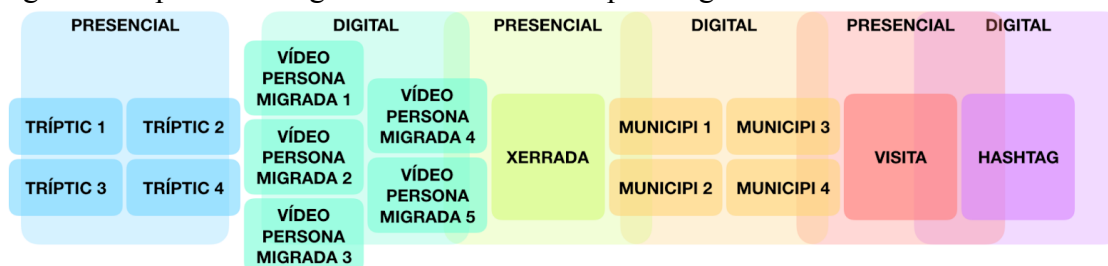 PRESENCIAL
DIGITAL
PRESENCIAL
DIGITAL
PRESENCIAL
DIGITAL
TRÍPTIC 1
TRÍPTIC 2
TRÍPTIC 3
TRÍPTIC 4
VÍDEO
PERSONA
MIGRADA 1
VÍDEO
PERSONA
MIGRADA 2
VÍDEO
PERSONA
MIGRADA 3
VÍDEO
PERSONA
MIGRADA 4
VÍDEO
PERSONA
MIGRADA 5
XERRADA
MUNICIPI 1
MUNICIPI 3
MUNICIPI 2
MUNICIPI 4
VISITA
HASHTAG